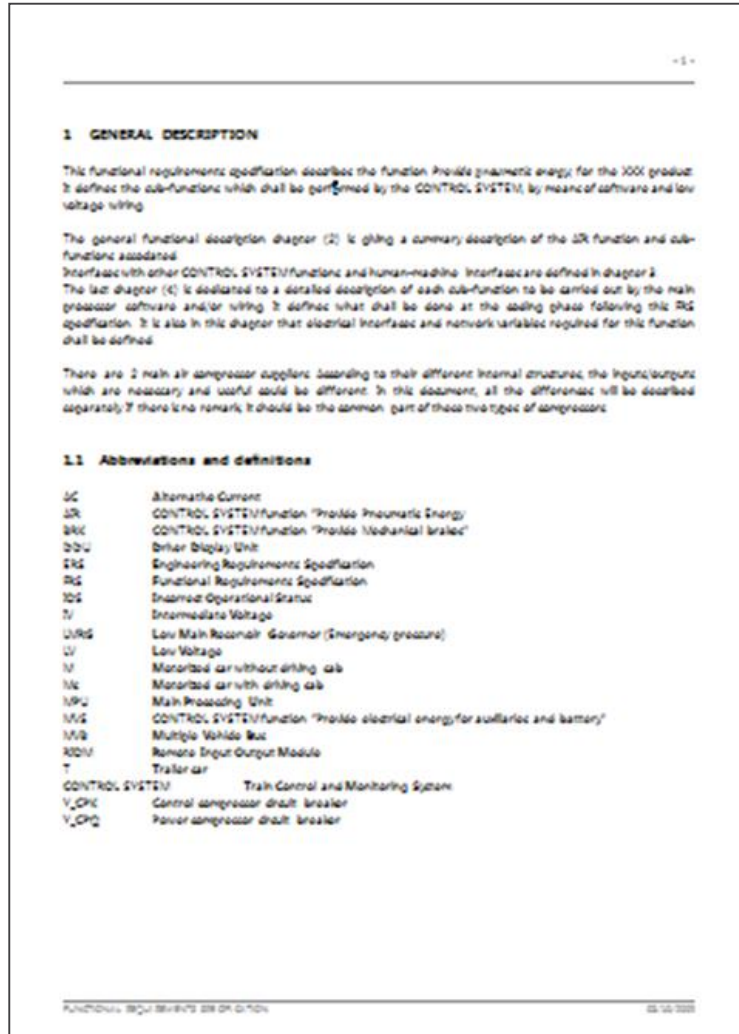 - 1 -
1 GENERAL DESCRIPTION
This functional requirements specification describes the function Provide pneumatic energy, for the XXX product.
It defines the sub-functions which shall be performed by the CONTROL SYSTEM, by means of software and low
voltage wiring.
The general functional description chapter (2) is giving a summary description of the AIR function and sub-
functions associated.
Interfaces with other CONTROL SYSTEM functions and human-machine interfaces are defined in chapter 3.
The last chapter (4) is dedicated to a detailed description of each sub-function to be carried out by the main
processor software and/or wiring. It defines what shall be done at the coding phase following this FRS
specification. It is also in this chapter that electrical interfaces and network variables required for this function
shall be defined.
There are 2 main air compressor suppliers. According to their different internal structures, the inputs/outputs
which are necessary and useful could be different. In this document, all the differences will be described
separately. If there is no remark, it should be the common part of these two types of compressors.
1.1 Abbreviations and definitions
AC Alternative Current
AIR CONTROL SYSTEM function "Provide Pneumatic Energy
BRK CONTROL SYSTEM function "Provide Mechanical brakes"
DDU Driver Display Unit
ERS Engineering Requirements Specification
FRS Functional Requirements Specification
IOS Incorrect Operational Status
IV Intermediate Voltage
LMRG Low Main Reservoir Governor (Emergency pressure)
LV Low Voltage
M Motorized car without driving cab
Mc Motorized car with driving cab
MPU Main Processing Unit
MVS CONTROL SYSTEM function "Provide electrical energy for auxiliaries and battery"
MVB Multiple Vehicle Bus
RIOM Remote Input Output Module
T Trailer car
CONTROL SYSTEM Train Control and Monitoring System
Y_CPK Control compressor circuit breaker
Y_CPQ Power compressor circuit breaker
FUNCTIONAL REQUIREMENTS